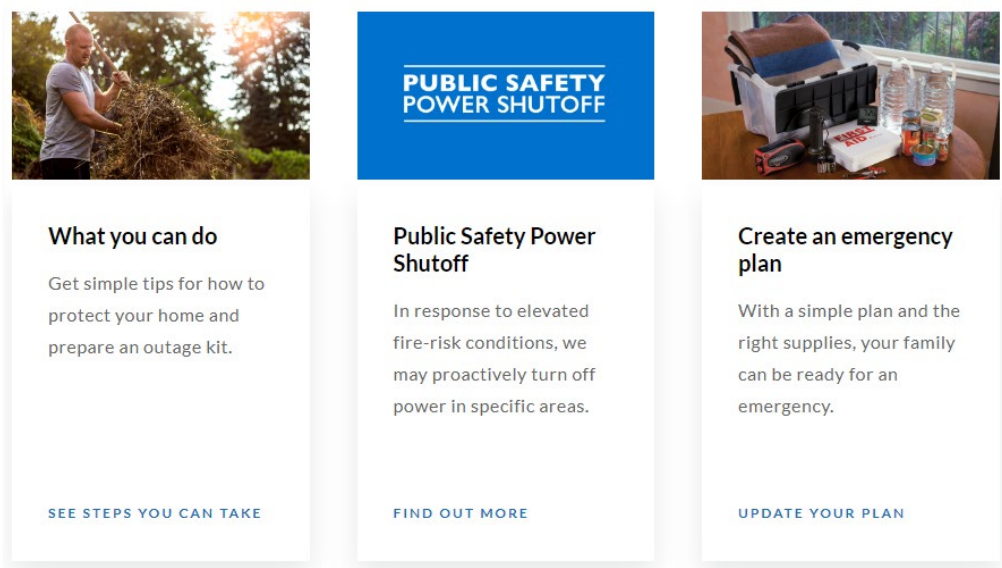 PUBLIC SAFETY
POWER SHUTOFF
FIRST
AID
What you can do
Get simple tips for how to
protect your home and
prepare an outage kit.
SEE STEPS YOU CAN TAKE
Public Safety Power
Shutoff
In response to elevated
fire-risk conditions, we
may proactively turn off
power in specific areas.
FIND OUT MORE
Create an emergency
plan
With a simple plan and the
right supplies, your family
can be ready for an
emergency.
UPDATE YOUR PLAN